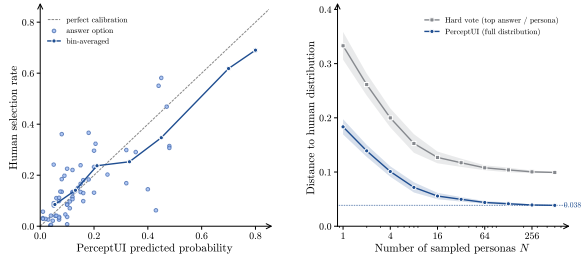 perfect calibration
answer option
bin-averaged
0.8
0.6
0.4
0.2
0.0
0.0
0.2
0.4
0.6
0.8
Human selection rate
PerceptUI predicted probability
Hard vote (top answer / persona)
PerceptUI (full distribution)
0.4
0.3
0.2
0.1
0.0
1
4
16
64
256
0.038
Distance to human distribution
Number of sampled personas N